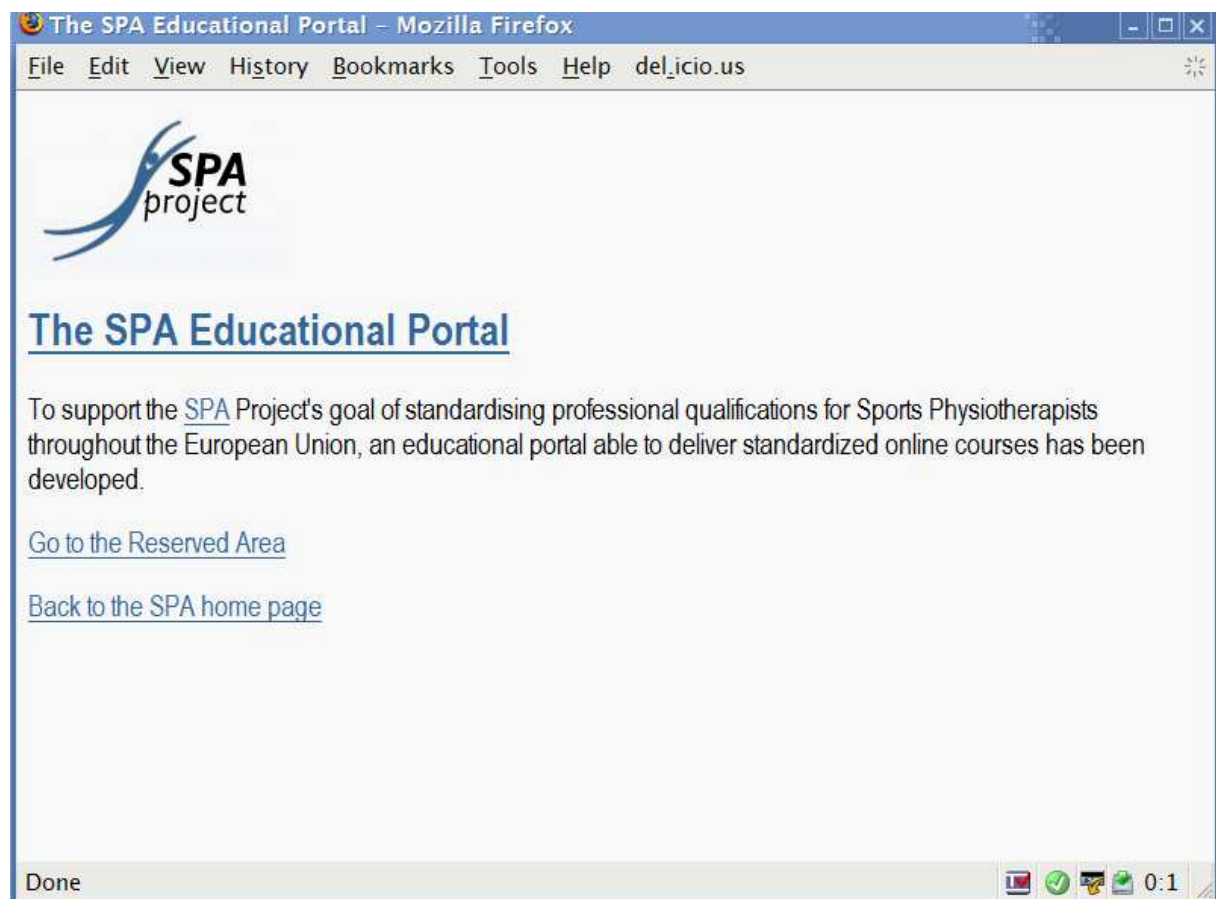 The SPA Educational Portal - Mozilla Firefox
File Edit View History Bookmarks Tools Help del.icio.us
SPA
project
The SPA Educational Portal
To support the SPA Project's goal of standardising professional qualifications for Sports Physiotherapists
throughout the European Union, an educational portal able to deliver standardized online courses has been
developed.
Go to the Reserved Area
Back to the SPA home page
Done 0:1